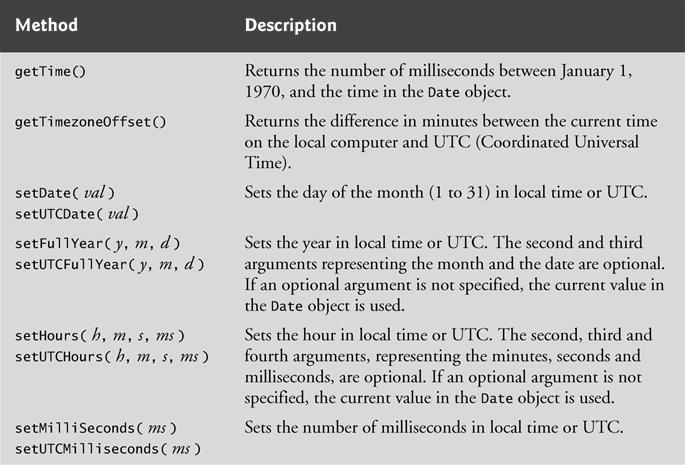 Method Description
getTime() Returns the number of milliseconds between January 1,
1970, and the time in the Date object.
getTimezoneOffset() Returns the difference in minutes between the current time
on the local computer and UTC (Coordinated Universal
Time).
setDate( val ) Sets the day of the month (1 to 31) in local time or UTC.
setUTCDate( val )
setFullYear( y, m, d ) Sets the year in local time or UTC. The second and third
setUTCFullYear( y, m, d ) arguments representing the month and the date are optional.
If an optional argument is not specified, the current value in
the Date object is used.
setHours( h, m, s, ms ) Sets the hour in local time or UTC. The second, third and
setUTCHours( h, m, s, ms ) fourth arguments, representing the minutes, seconds and
milliseconds, are optional. If an optional argument is not
specified, the current value in the Date object is used.
setMilliSeconds( ms ) Sets the number of milliseconds in local time or UTC.
setUTCMilliseconds( ms )